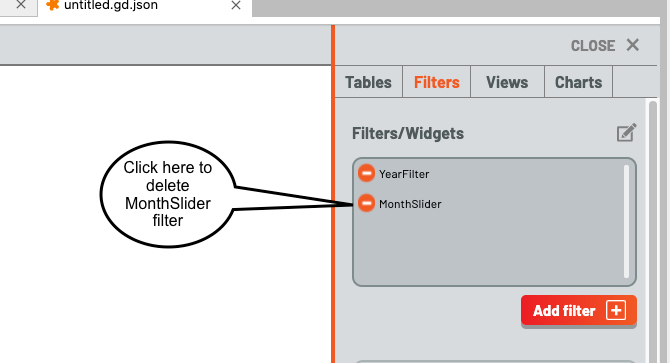 untitled.gd.json
CLOSE
Tables Filters Views Charts
Filters/Widgets
Click here to
delete
MonthSlider
filter
YearFilter
MonthSlider
Add filter